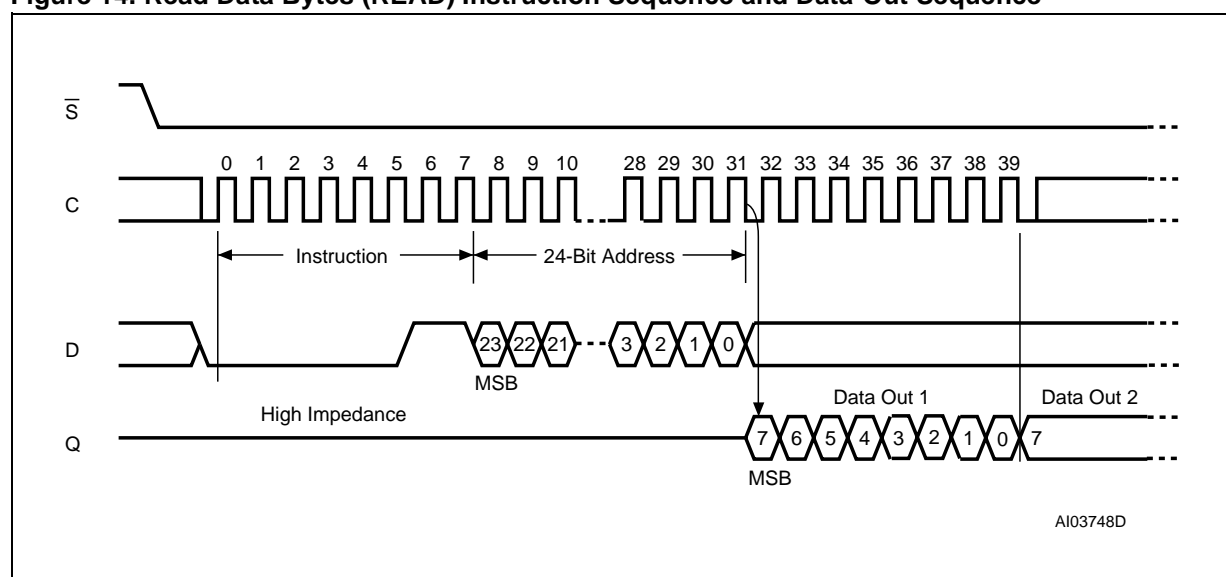 Figure 14. Read Data Bytes (READ) Instruction Sequence and Data-Out Sequence
S
0 1 2 3 4 5 6 7 8 9 10 28 29 30 31 32 33 34 35 36 37 38 39
C
Instruction 24-Bit Address
D 23 22 21 3 2 1 0
MSB
High Impedance Data Out 1 Data Out 2
Q 7 6 5 4 3 2 1 0 7
MSB
AI03748D